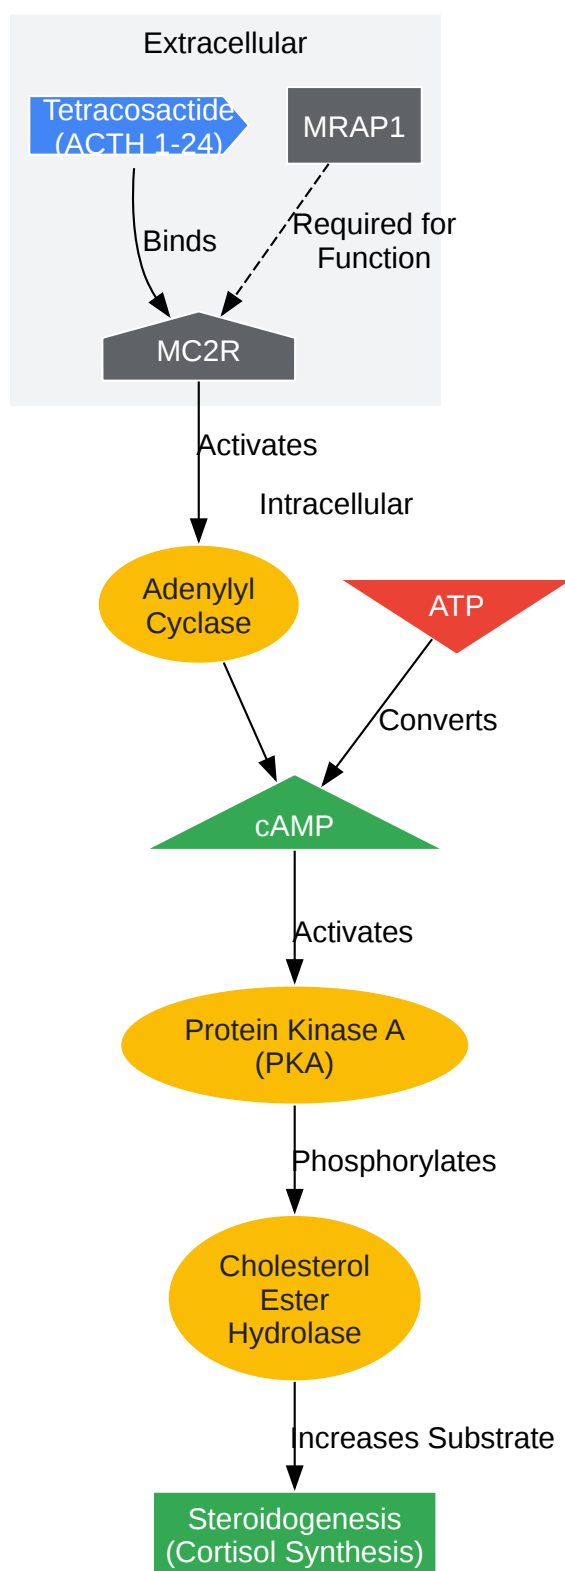 Extracellular
Tetracosactide
(ACTH 1-24)
MRAP1
Binds
Required for
Function
MC2R
Activates
Intracellular
Adenylyl
Cyclase
ATP
Converts
cAMP
Activates
Protein Kinase A
(PKA)
Phosphorylates
Cholesterol
Ester
Hydrolase
Increases Substrate
Steroidogenesis
(Cortisol Synthesis)